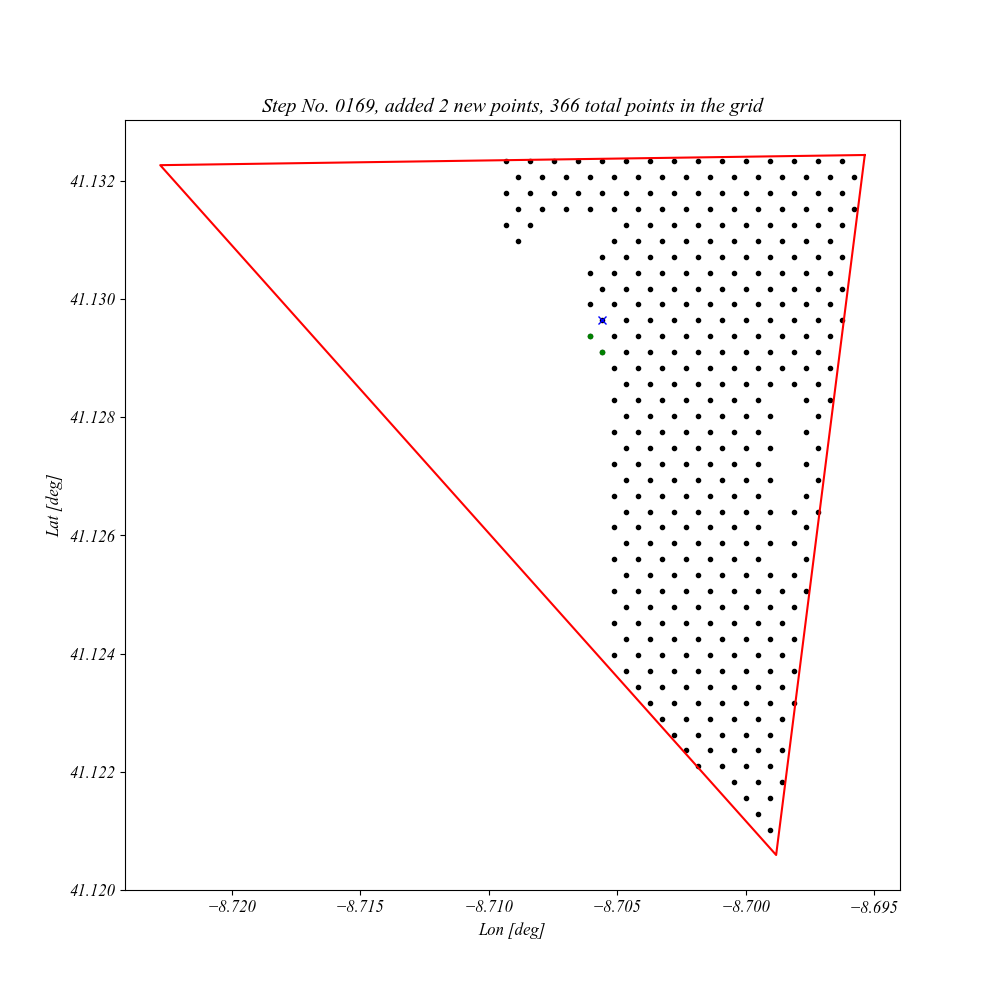 Step No. 0169, added 2 new points, 366 total points in the grid
41.132
41.130
41.128
41.126
41.124
41.122
41.120
Lat [deg]
−8.720 −8.715 −8.710 −8.705 −8.700 −8.695
Lon [deg]